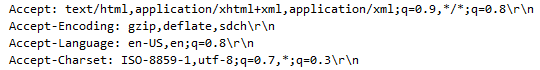 Accept: text/html,application/xhtml+xml,application/xml;q=0.9,*/*;q=0.8\r\n
Accept-Encoding: gzip,deflate,sdch\r\n
Accept-Language: en-US,en;q=0.8\r\n
Accept-Charset: ISO-8859-1,utf-8;q=0.7,*;q=0.3\r\n